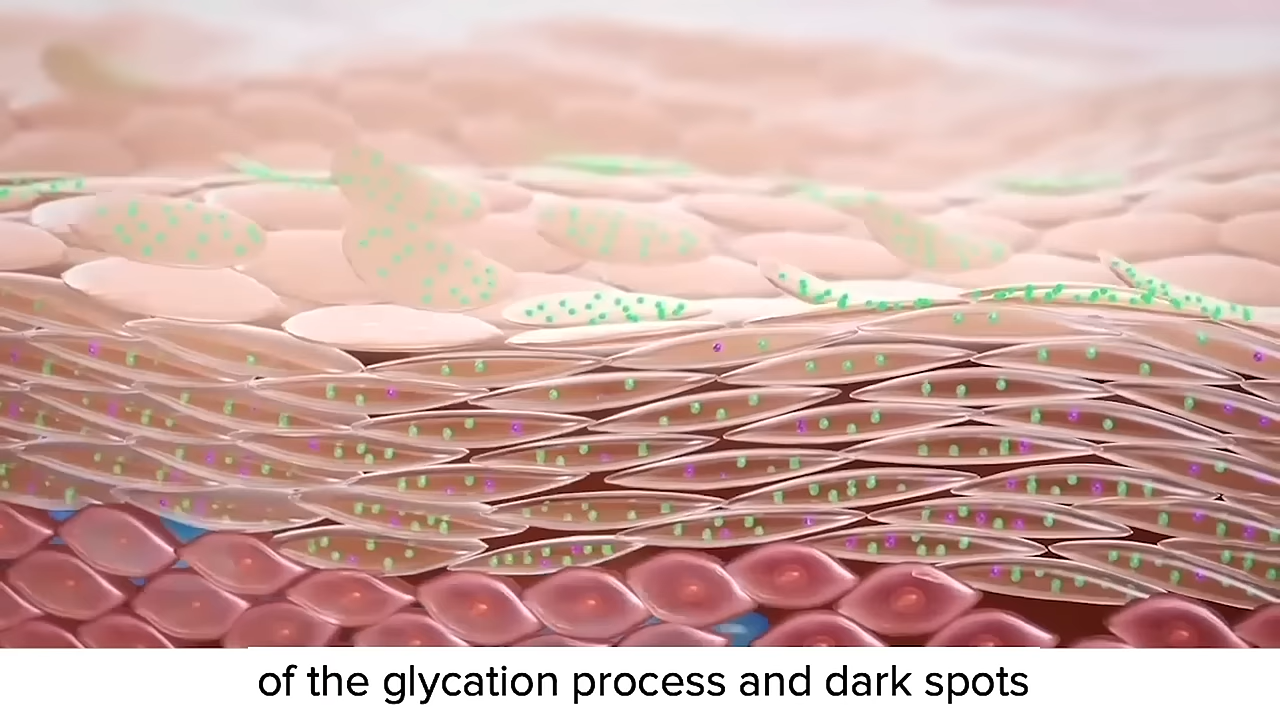 of the glycation process and dark spots